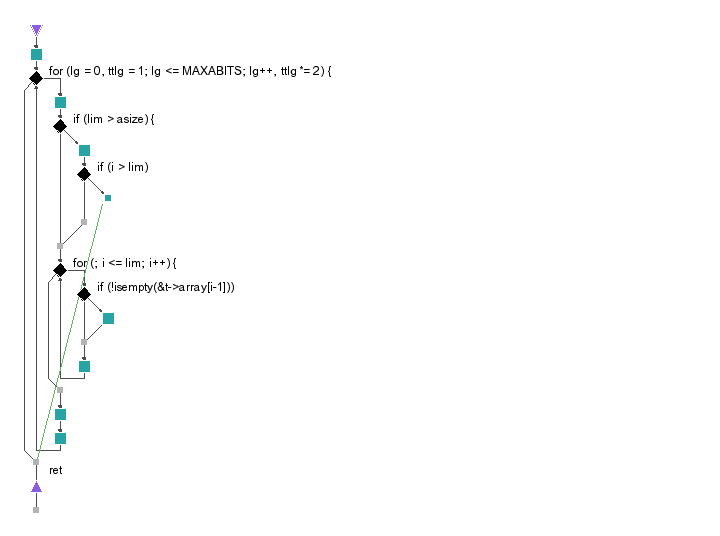 for (lg = 0, ttlg = 1; lg <= MAXABITS; lg++, ttlg *= 2) {
if (lim > asize) {
if (i > lim)
for (; i <= lim; i++) {
if (!isempty(&t->array[i-1]))
ret